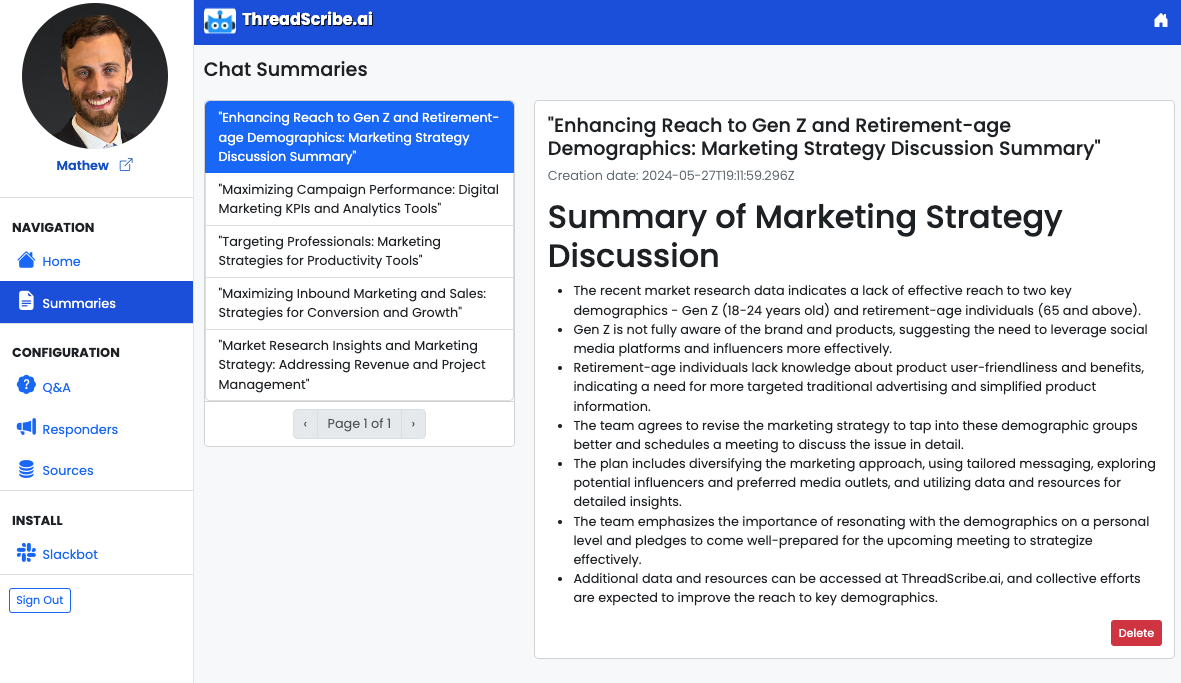 ThreadScribe.ai
Mathew
NAVIGATION
Home
Summaries
CONFIGURATION
Q&A
Responders
Sources
INSTALL
Slackbot
Sign Out
Chat Summaries
"Enhancing Reach to Gen Z and Retirement-
age Demographics: Marketing Strategy
Discussion Summary"
"Maximizing Campaign Performance: Digital
Marketing KPIs and Analytics Tools"
"Targeting Professionals: Marketing
Strategies for Productivity Tools"
"Maximizing Inbound Marketing and Sales:
Strategies for Conversion and Growth"
"Market Research Insights and Marketing
Strategy: Addressing Revenue and Project
Management"
‹ Page 1 of 1 ›
"Enhancing Reach to Gen Z and Retirement-age
Demographics: Marketing Strategy Discussion Summary"
Creation date: 2024-05-27T19:11:59.296Z
Summary of Marketing Strategy
Discussion
• The recent market research data indicates a lack of effective reach to two key
demographics - Gen Z (18-24 years old) and retirement-age individuals (65 and above).
• Gen Z is not fully aware of the brand and products, suggesting the need to leverage social
media platforms and influencers more effectively.
• Retirement-age individuals lack knowledge about product user-friendliness and benefits,
indicating a need for more targeted traditional advertising and simplified product
information.
• The team agrees to revise the marketing strategy to tap into these demographic groups
better and schedules a meeting to discuss the issue in detail.
• The plan includes diversifying the marketing approach, using tailored messaging, exploring
potential influencers and preferred media outlets, and utilizing data and resources for
detailed insights.
• The team emphasizes the importance of resonating with the demographics on a personal
level and pledges to come well-prepared for the upcoming meeting to strategize
effectively.
• Additional data and resources can be accessed at ThreadScribe.ai, and collective efforts
are expected to improve the reach to key demographics.
Delete